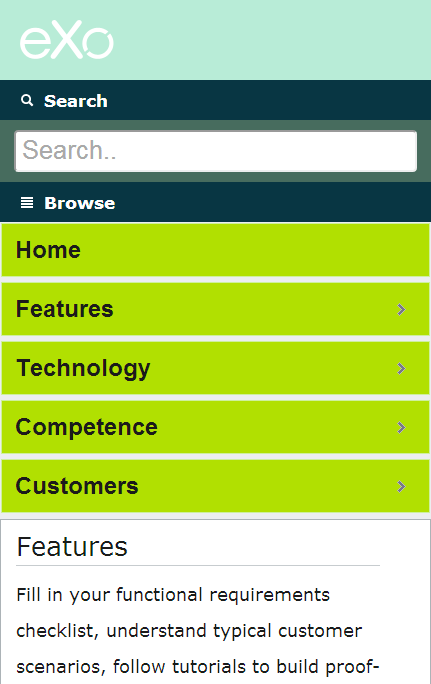 eXo
Search
Search..
Browse
Home
Features
Technology
Competence
Customers
Features
Fill in your functional requirements
checklist, understand typical customer
scenarios, follow tutorials to build proof-